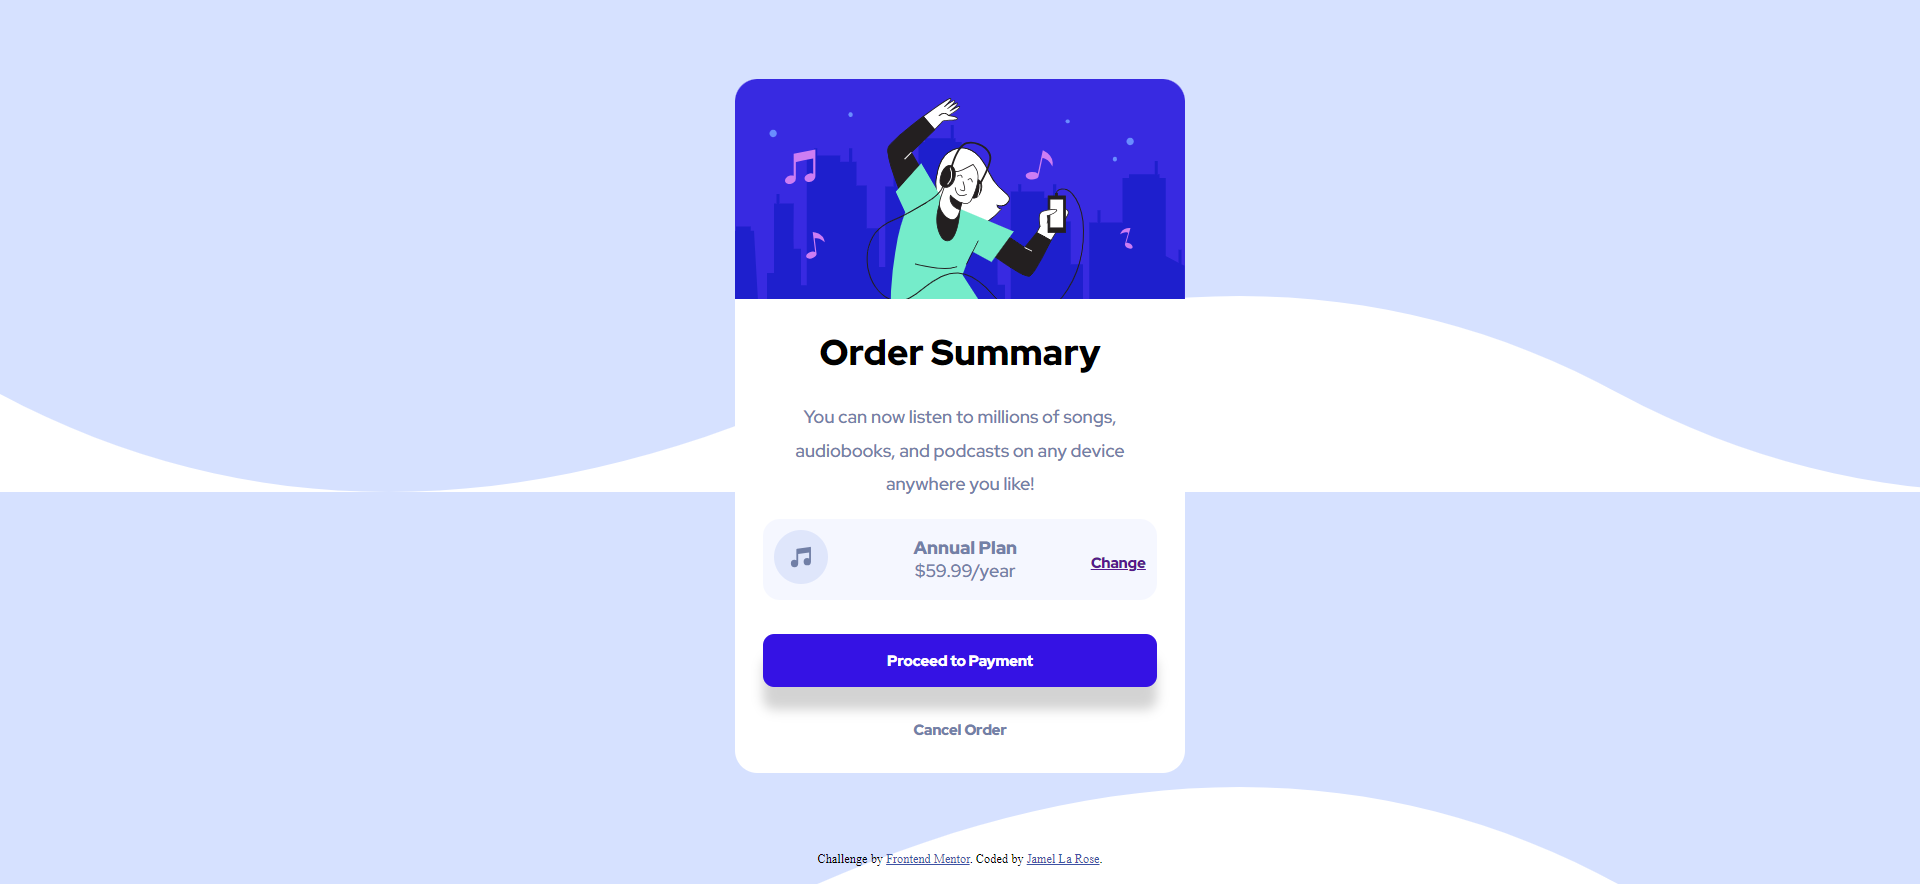 Order Summary
You can now listen to millions of songs,
audiobooks, and podcasts on any device
anywhere you like!
Annual Plan
$59.99/year
Change
Proceed to Payment
Cancel Order
Challenge by Frontend Mentor. Coded by Jamel La Rose.